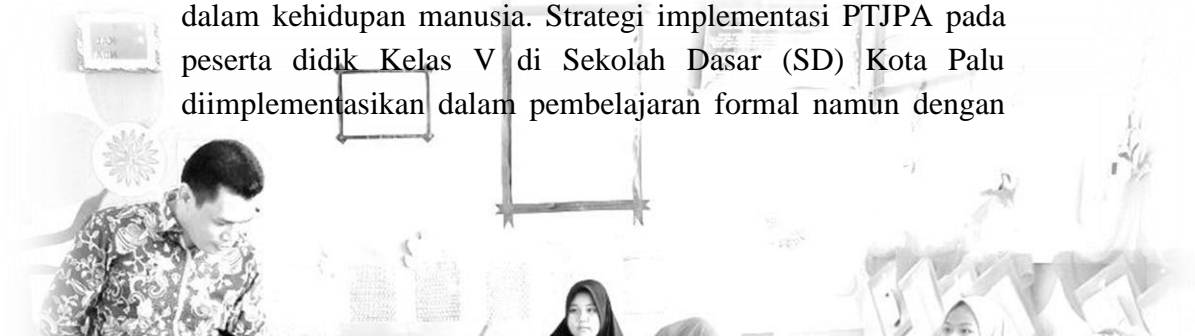 dalam kehidupan manusia. Strategi implementasi PTJPA pada
peserta didik Kelas V di Sekolah Dasar (SD) Kota Palu
diimplementasikan dalam pembelajaran formal namun dengan